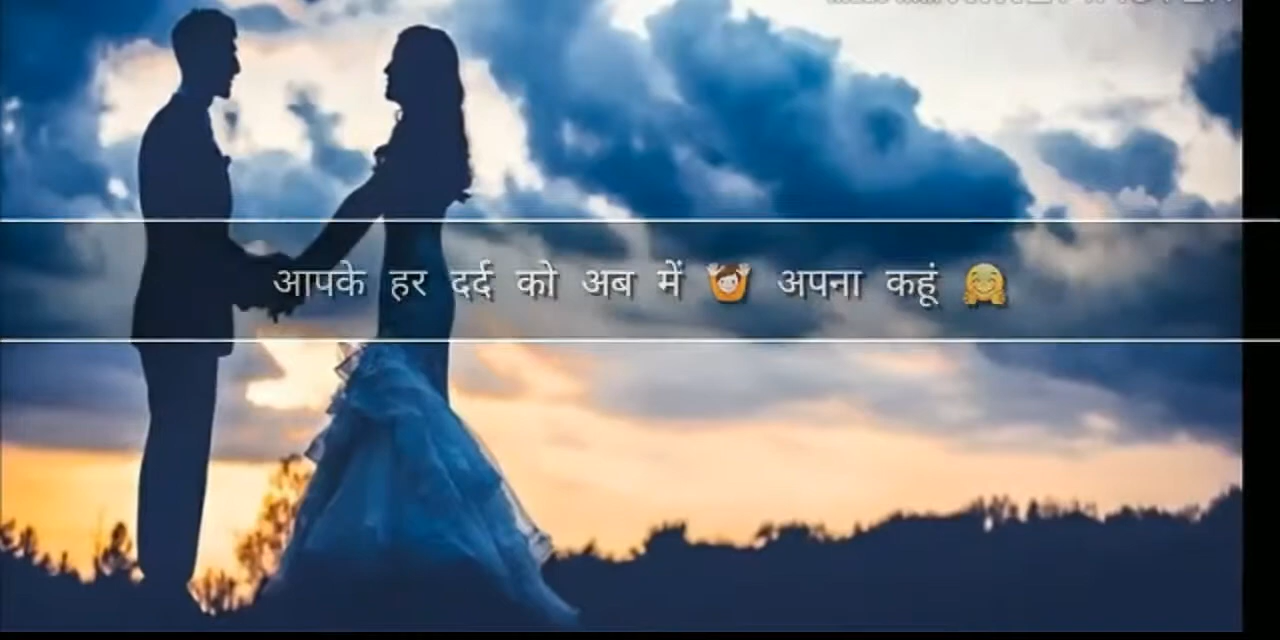 आपके हर दर्द को अब में 🙆 अपना कहूं 🤗